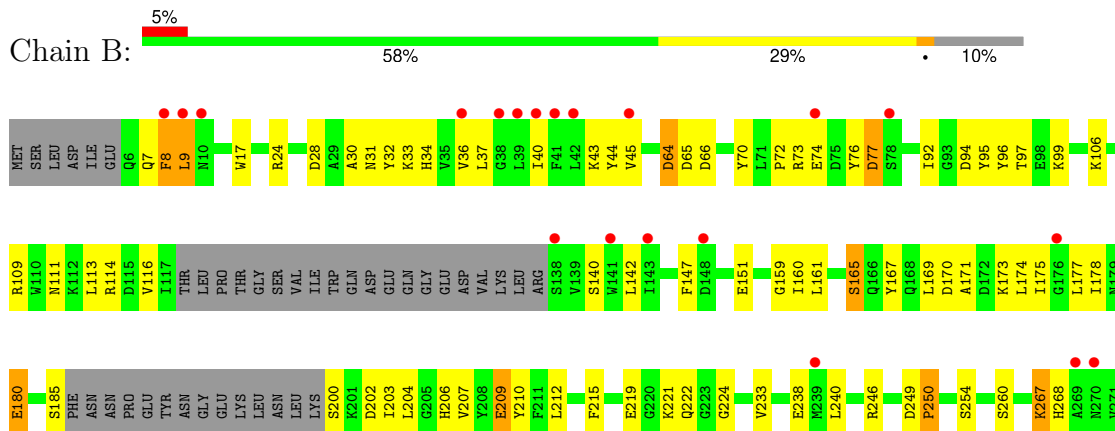 5%
Chain B:
58% 29% • 10%
MET SER LEU ASP ILE GLU Q6 Q7 F8 L9 N10 W17 R24 D28 A29 A30 N31 Y32 K33 H34 V35 V36 L37 G38 L39 I40 F41 L42 K43 Y44 V45 D64 D65 D66 Y70 L71 P72 R73 E74 D75 Y76 D77 S78 I92 G93 D94 Y95 Y96 T97 E98 K99 K106
R109 W110 N111 K112 L113 R114 D115 V116 I117 THR LEU PRO THR GLY SER VAL ILE TRP GLN ASP GLU GLU GLN GLY GLU ASP VAL LYS LEU ARG S138 V139 S140 W141 L142 I143 F147 D148 E151 G159 I160 L161 S165 Q166 Y167 Q168 L169 D170 A171 D172 K173 L174 I175 G176 L177 I178 N179
E180 S185 PHE ASN ASN PRO GLU TYR ASN GLY GLU LYS LEU ASN LEU LYS S200 K201 D202 I203 L204 G205 H206 V207 Y208 E209 Y210 F211 L212 F215 E219 G220 K221 Q222 G223 G224 V233 E238 M239 L240 R246 D249 P250 S254 S260 K267 H268 A269 N270